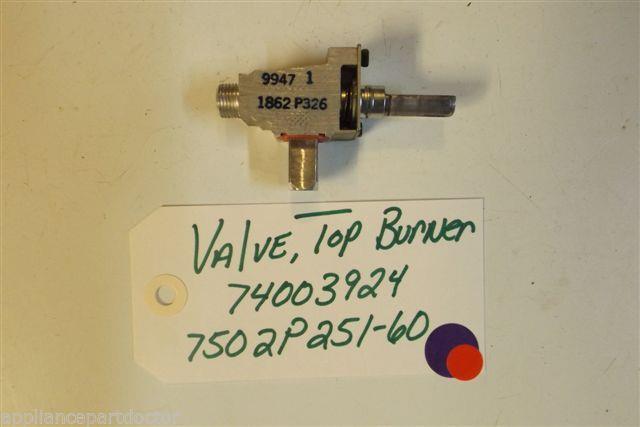 9947 1
1862 P326
VAlVE, Top BurNer
74003924
7502P251-60
appliancepartdoctor